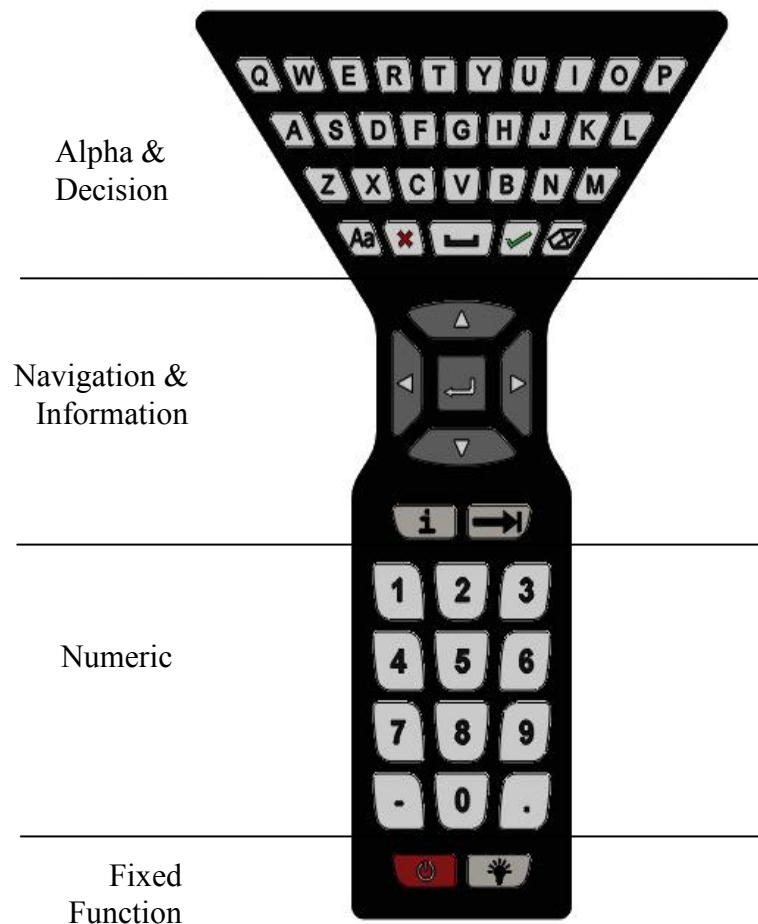 Q W E R T Y U I O P
A S D F G H J K L
Z X C V B N M
Alpha &
Decision
Aa
Navigation &
Information
i
1 2 3
4 5 6
Numeric
7 8 9
- 0 .
Fixed
Function